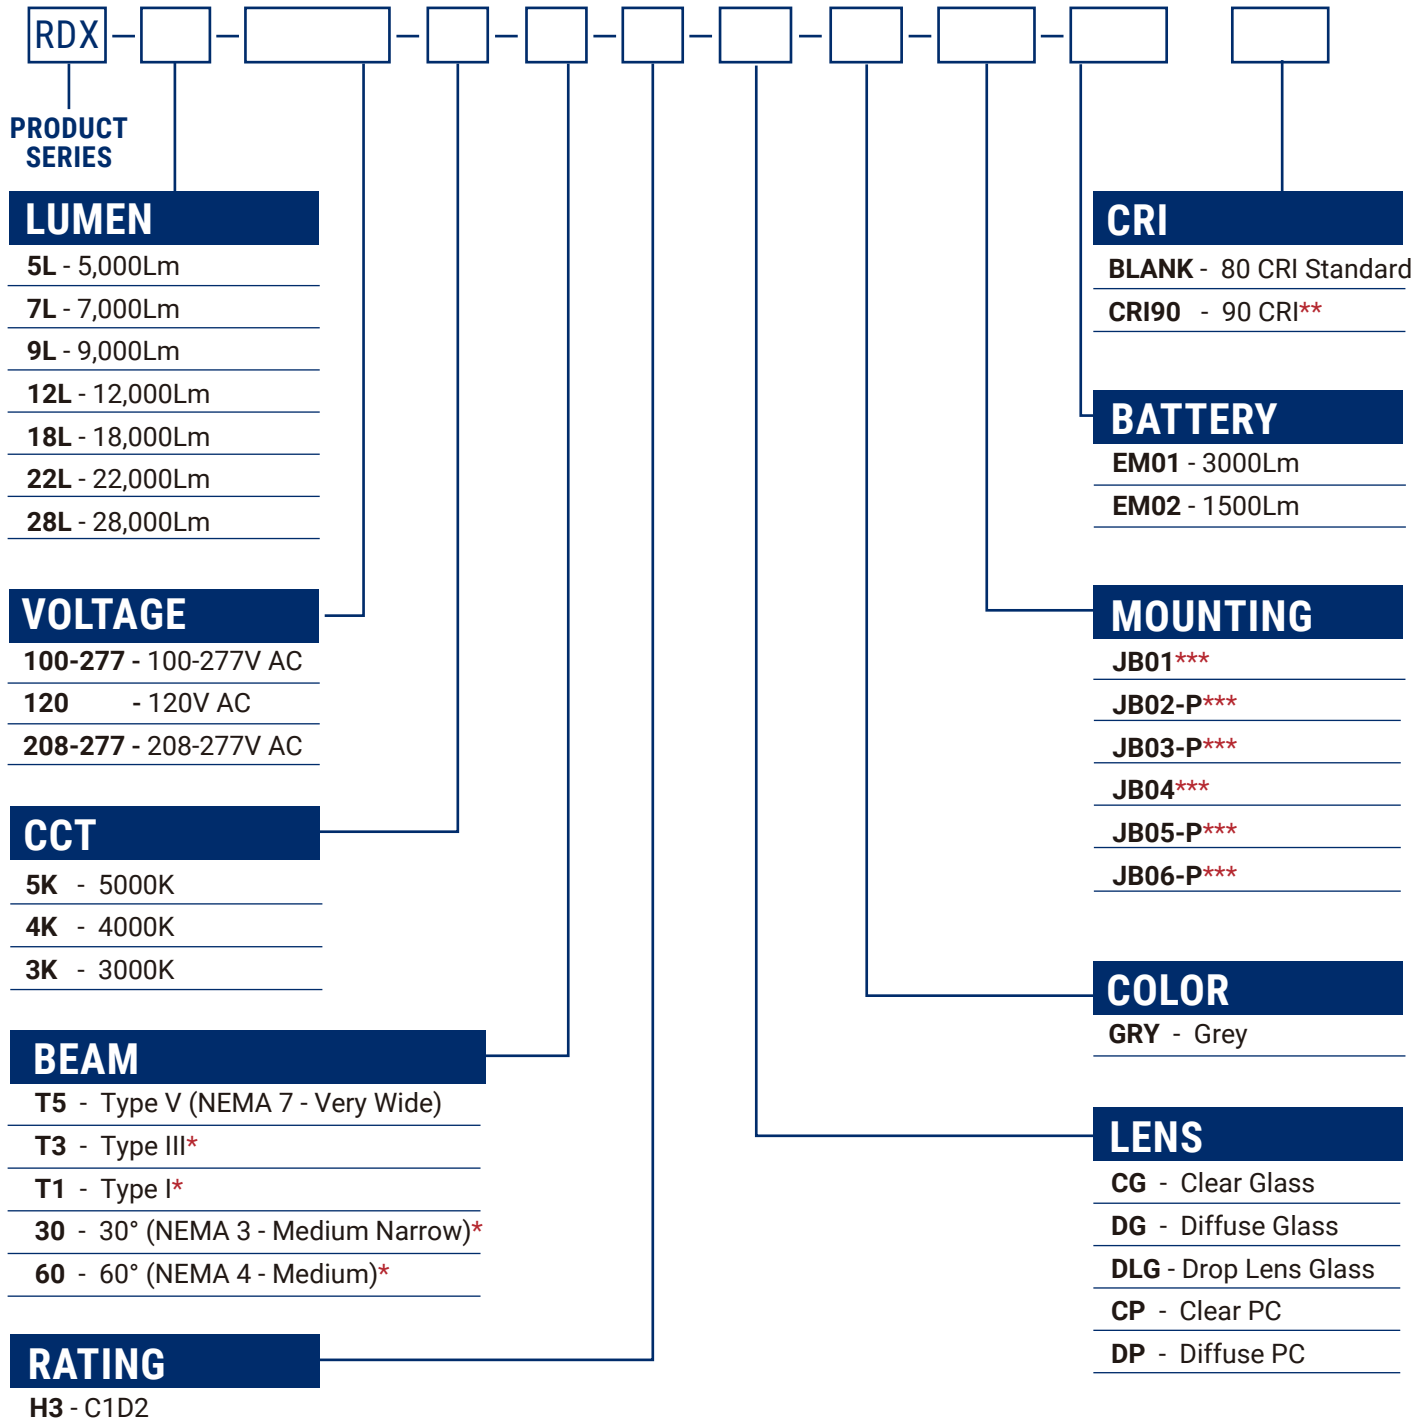 RDX
PRODUCT
SERIES
LUMEN
5L - 5,000Lm
7L - 7,000Lm
9L - 9,000Lm
12L - 12,000Lm
18L - 18,000Lm
22L - 22,000Lm
28L - 28,000Lm
VOLTAGE
100-277 - 100-277V AC
120 - 120V AC
208-277 - 208-277V AC
CCT
5K - 5000K
4K - 4000K
3K - 3000K
BEAM
T5 - Type V (NEMA 7 - Very Wide)
T3 - Type III*
T1 - Type I*
30 - 30° (NEMA 3 - Medium Narrow)*
60 - 60° (NEMA 4 - Medium)*
RATING
H3 - C1D2
CRI
BLANK - 80 CRI Standard
CRI90 - 90 CRI**
BATTERY
EM01 - 3000Lm
EM02 - 1500Lm
MOUNTING
JB01***
JB02-P***
JB03-P***
JB04***
JB05-P***
JB06-P***
COLOR
GRY - Grey
LENS
CG - Clear Glass
DG - Diffuse Glass
DLG - Drop Lens Glass
CP - Clear PC
DP - Diffuse PC